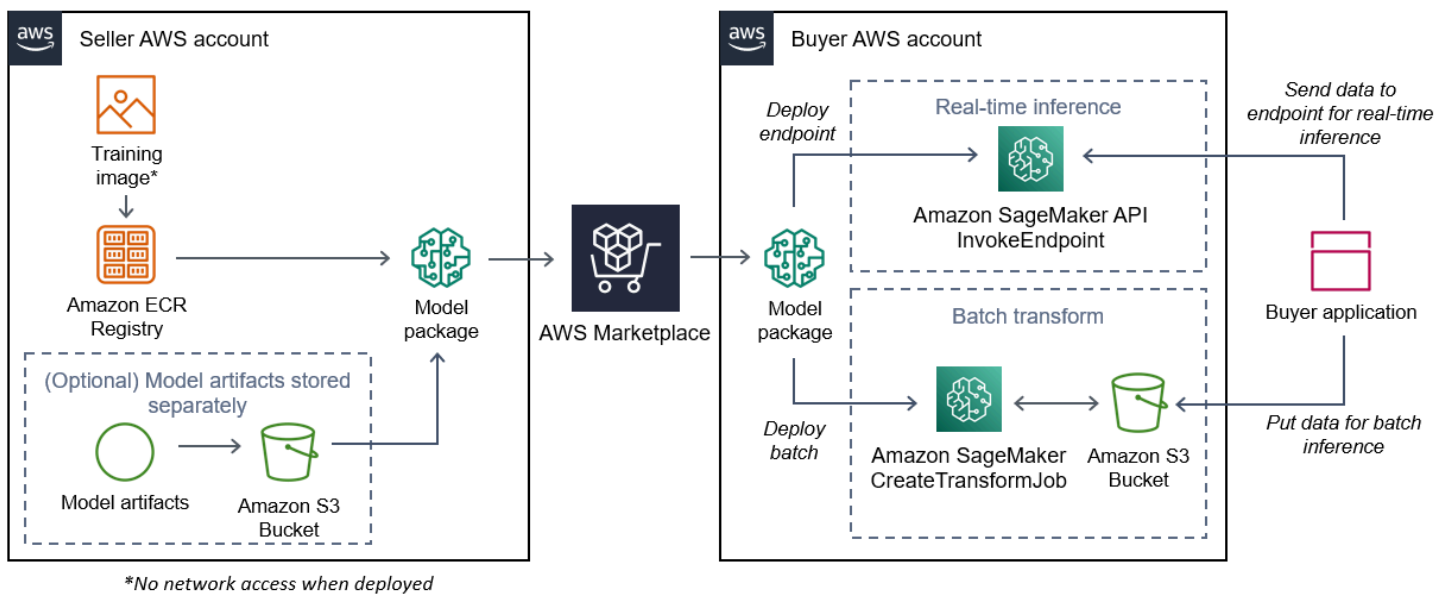 aws
Seller AWS account
Training
image*
Amazon ECR
Registry
(Optional) Model artifacts stored
separately
Model artifacts
Amazon S3
Bucket
Model
package
*No network access when deployed
AWS Marketplace
aws
Buyer AWS account
Deploy
endpoint
Model
package
Deploy
batch
Real-time inference
Amazon SageMaker API
InvokeEndpoint
Batch transform
Amazon SageMaker
CreateTransformJob
Amazon S3
Bucket
Send data to
endpoint for real-time
inference
Buyer application
Put data for batch
inference